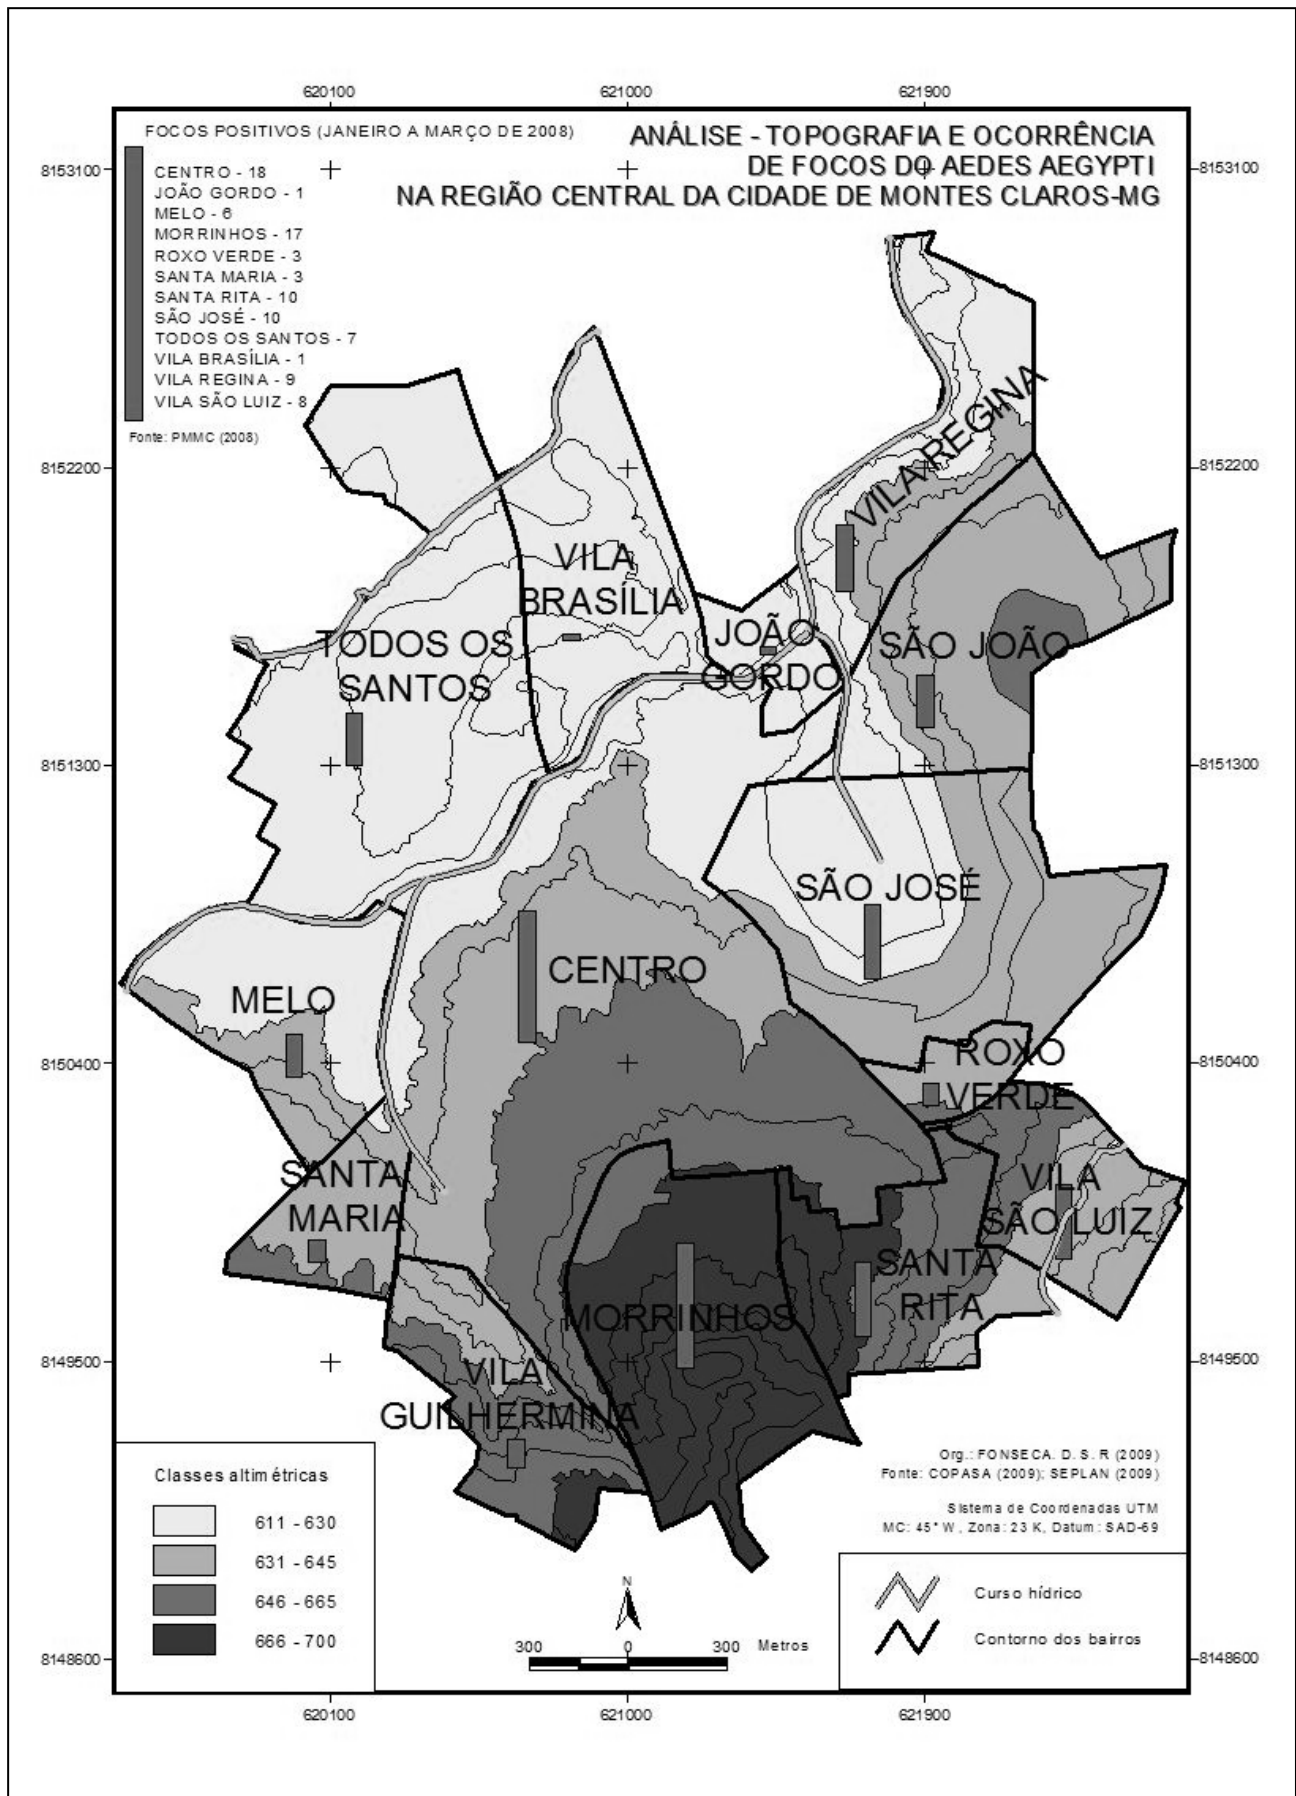 620100 621000 621900
FOCOS POSITIVOS (JANEIRO A MARÇO DE 2008)
ANÁLISE - TOPOGRAFIA E OCORRÊNCIA
DE FOCOS DO AEDES AEGYPTI
NA REGIÃO CENTRAL DA CIDADE DE MONTES CLAROS-MG
8153100 8153100
CENTRO - 18
JOÃO GORDO - 1
MELO - 6
MORRINHOS - 17
ROXO VERDE - 3
SANTA MARIA - 3
SANTA RITA - 10
SÃO JOSÉ - 10
TODOS OS SANTOS - 7
VILA BRASÍLIA - 1
VILA REGINA - 9
VILA SÃO LUIZ - 8
Fonte: PMMC (2008)
VILA REGINA
8152200 8152200
VILA
BRASÍLIA
TODOS OS
SANTOS
JOÃO
GORDO
SÃO JOÃO
8151300 8151300
SÃO JOSÉ
CENTRO
MELO
8150400 8150400
ROXO
VERDE
SANTA
MARIA
VILA
SÃO LUIZ
SANTA
RITA
MORRINHOS
8149500 8149500
VILA
GUILHERMINA
Org.: FONSECA. D. S. R (2009)
Fonte: COPASA (2009); SEPLAN (2009)
Sistema de Coordenadas UTM
MC: 45° W, Zona: 23 K, Datum: SAD-69
Classes altimétricas
611 - 630
631 - 645
646 - 665
666 - 700
N
300 0 300 Metros
Curso hídrico
Contorno dos bairros
8148600 8148600
620100 621000 621900